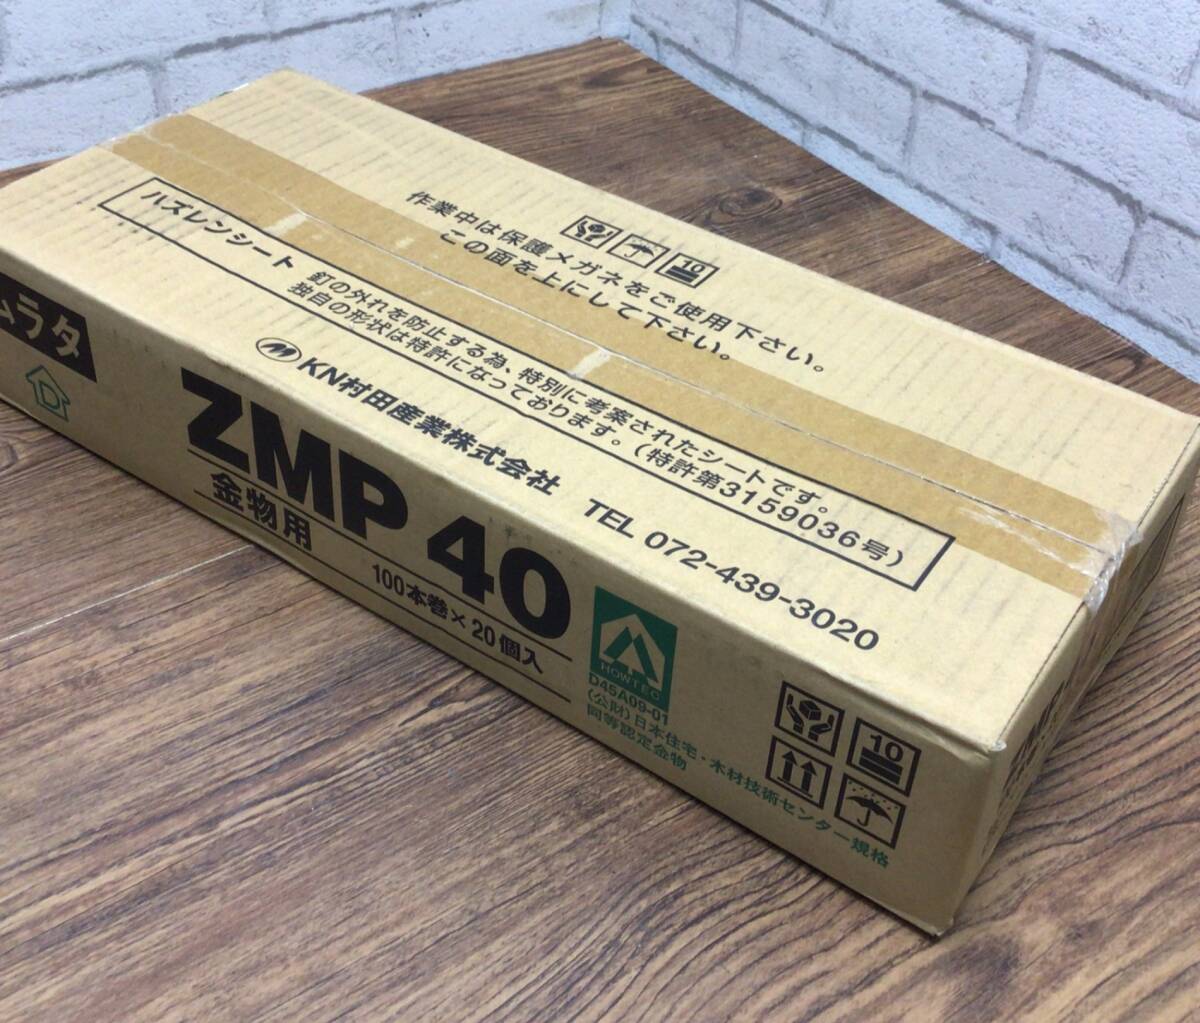 10
作業中は保護メガネをご使用下さい。
この面を上にして下さい。
ハズレンシート
釘の外れを防止する為、特別に考案されたシートです。
独自の形状は特許になっております。(特許第3159036号)
KN村田産業株式会社 TEL 072-439-3020
ムラタ
D
ZMP 40
金物用
100本巻×20個入
HOWTEC
D45A09-01
(公財)日本住宅・木材技術センター規格
同等認定金物
10